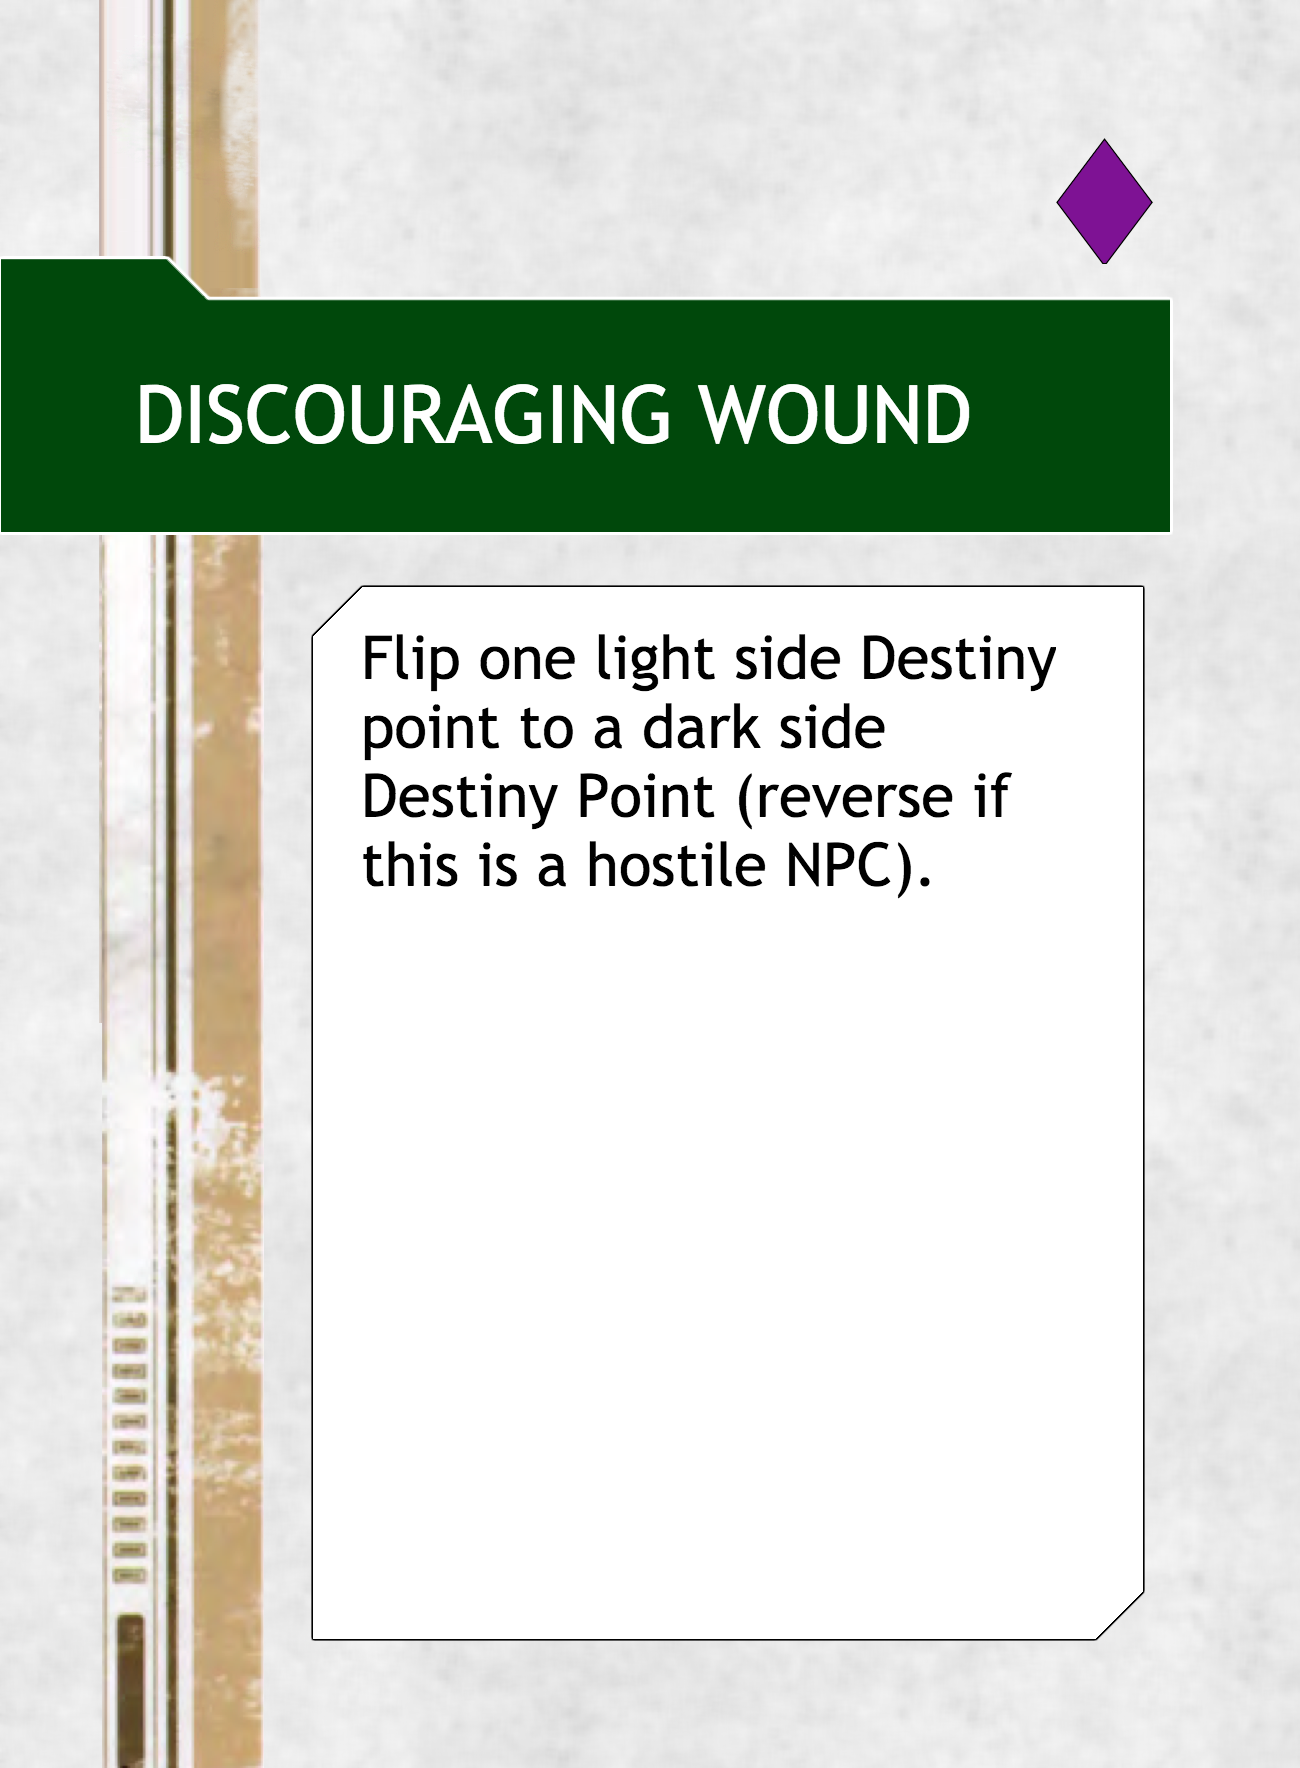 DISCOURAGING WOUND
Flip one light side Destiny
point to a dark side
Destiny Point (reverse if
this is a hostile NPC).